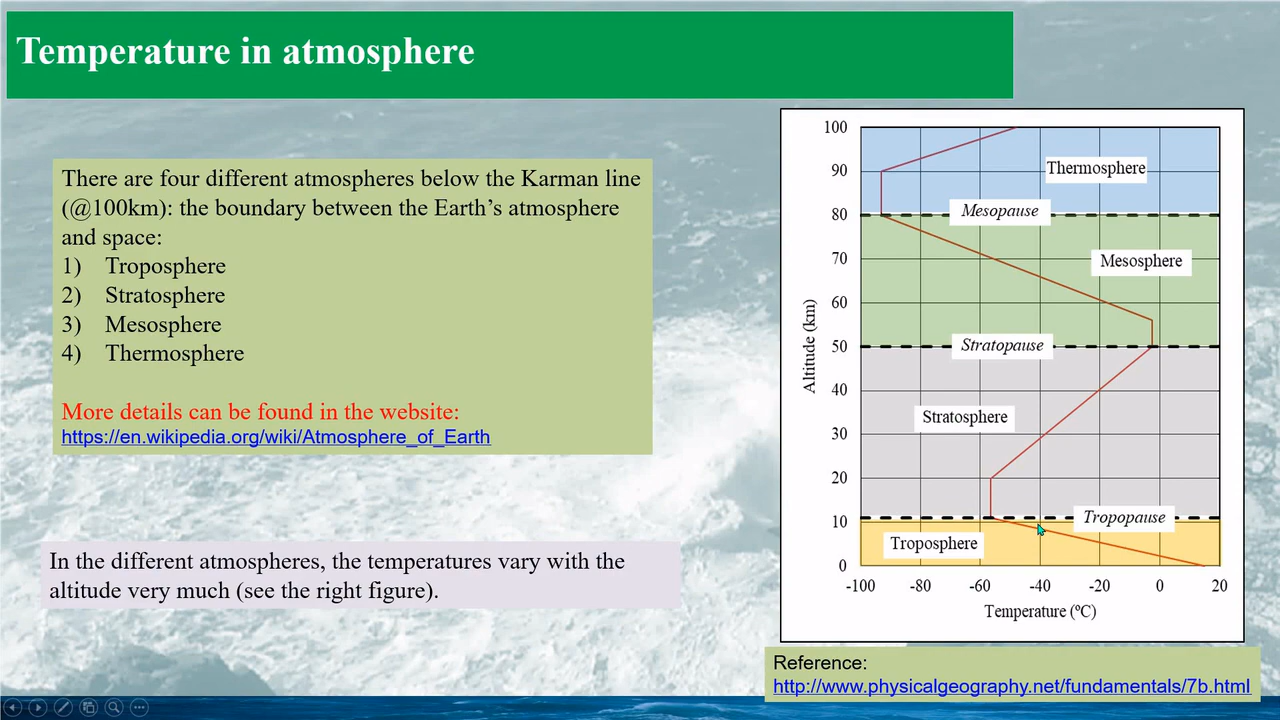 Temperature in atmosphere
There are four different atmospheres below the Karman line
(@100km): the boundary between the Earth’s atmosphere
and space:
1) Troposphere
2) Stratosphere
3) Mesosphere
4) Thermosphere
More details can be found in the website:
https://en.wikipedia.org/wiki/Atmosphere_of_Earth
In the different atmospheres, the temperatures vary with the
altitude very much (see the right figure).
100
90
80
70
60
50
40
30
20
10
0
Altitude (km)
Thermosphere
Mesopause
Mesosphere
Stratopause
Stratosphere
Tropopause
Troposphere
-100 -80 -60 -40 -20 0 20
Temperature (ºC)
Reference:
http://www.physicalgeography.net/fundamentals/7b.html